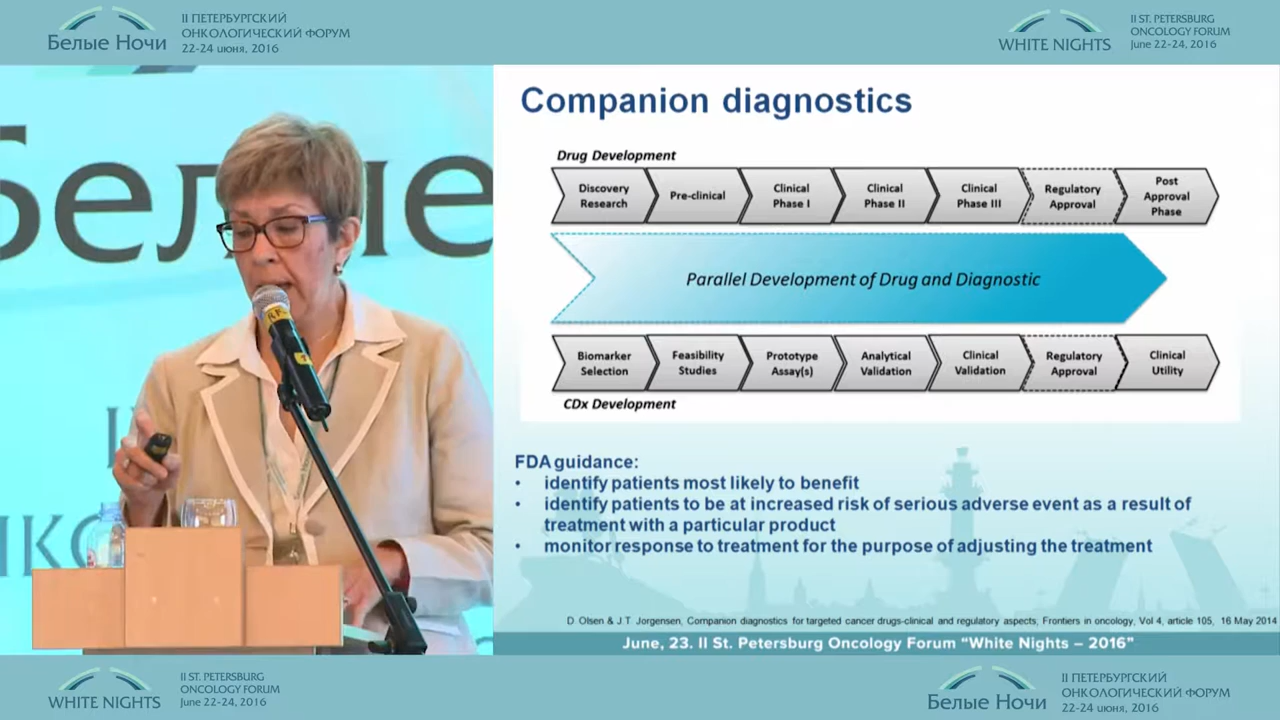 Белые Ночи
II ПЕТЕРБУРГСКИЙ
ОНКОЛОГИЧЕСКИЙ ФОРУМ
22-24 июня, 2016
WHITE NIGHTS
II ST. PETERSBURG
ONCOLOGY FORUM
June 22-24, 2016
Companion diagnostics
Drug Development
Discovery
Research
Pre-clinical
Clinical
Phase I
Clinical
Phase II
Clinical
Phase III
Regulatory
Approval
Post
Approval
Phase
Parallel Development of Drug and Diagnostic
Biomarker
Selection
Feasibility
Studies
Prototype
Assay(s)
Analytical
Validation
Clinical
Validation
Regulatory
Approval
Clinical
Utility
CDx Development
FDA guidance:
• identify patients most likely to benefit
• identify patients to be at increased risk of serious adverse event as a result of
treatment with a particular product
• monitor response to treatment for the purpose of adjusting the treatment
D. Olsen & J.T. Jorgensen, Companion diagnostics for targeted cancer drugs-clinical and regulatory aspects, Frontiers in oncology, Vol 4, article 105, 16 May 2014
June, 23. II St. Petersburg Oncology Forum “White Nights – 2016”
WHITE NIGHTS
II ST. PETERSBURG
ONCOLOGY FORUM
June 22-24, 2016
Белые Ночи
II ПЕТЕРБУРГСКИЙ
ОНКОЛОГИЧЕСКИЙ ФОРУМ
22-24 июня, 2016